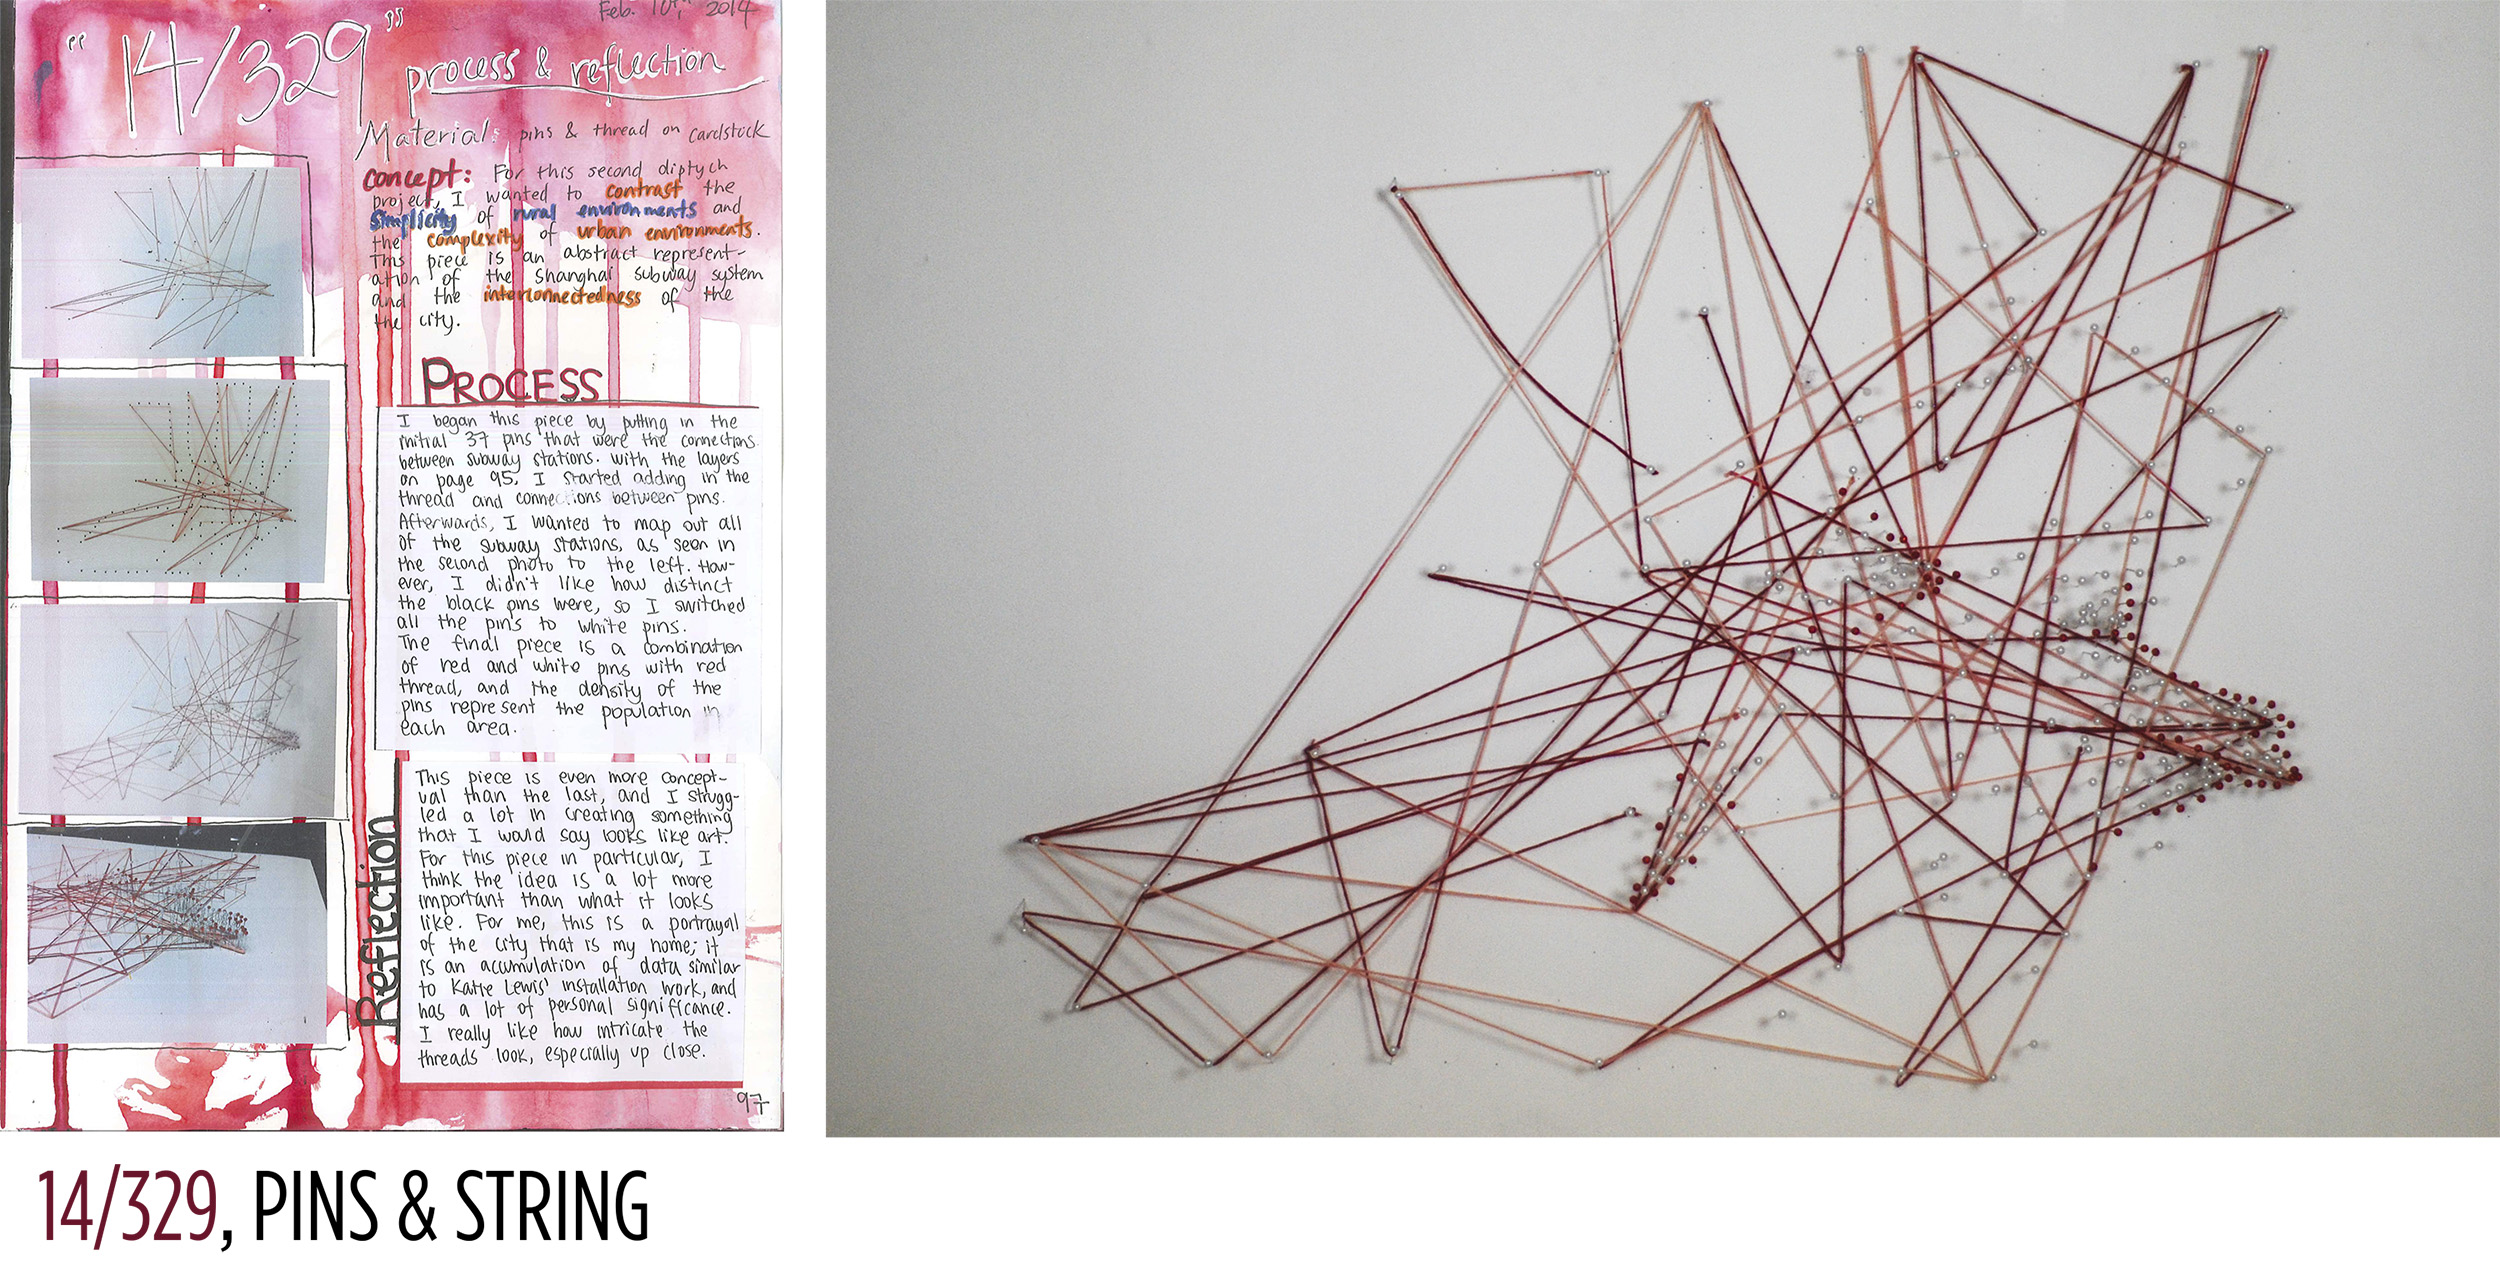 Feb. 10th, 2014
"14/329"
process & reflection
Material: pins & thread on cardstock
concept: For this second diptych
project, I wanted to contrast the
simplicity of rural environments and
the complexity of urban environments.
This piece is an abstract represent-
ation of the Shanghai subway system
and the interconnectedness of the
the city.
PROCESS
I began this piece by putting in the
initial 37 pins that were the connections
between subway stations. With the layers
on page 95, I started adding in the
thread and connections between pins.
Afterwards, I wanted to map out all
of the subway stations, as seen in
the second photo to the left. How-
ever, I didn't like how distinct
the black pins were, so I switched
all the pins to white pins.
The final piece is a combination
of red and white pins with red
thread, and the density of the
pins represent the population in
each area.
Reflection
This piece is even more concept-
ual than the last, and I strugg-
led a lot in creating something
that I would say looks like art.
For this piece in particular, I
think the idea is a lot more
important than what it looks
like. For me, this is a portrayal
of the city that is my home; it
is an accumulation of data similar
to Katie Lewis' installation work, and
has a lot of personal significance.
I really like how intricate the
threads look, especially up close.
97
14/329, PINS & STRING